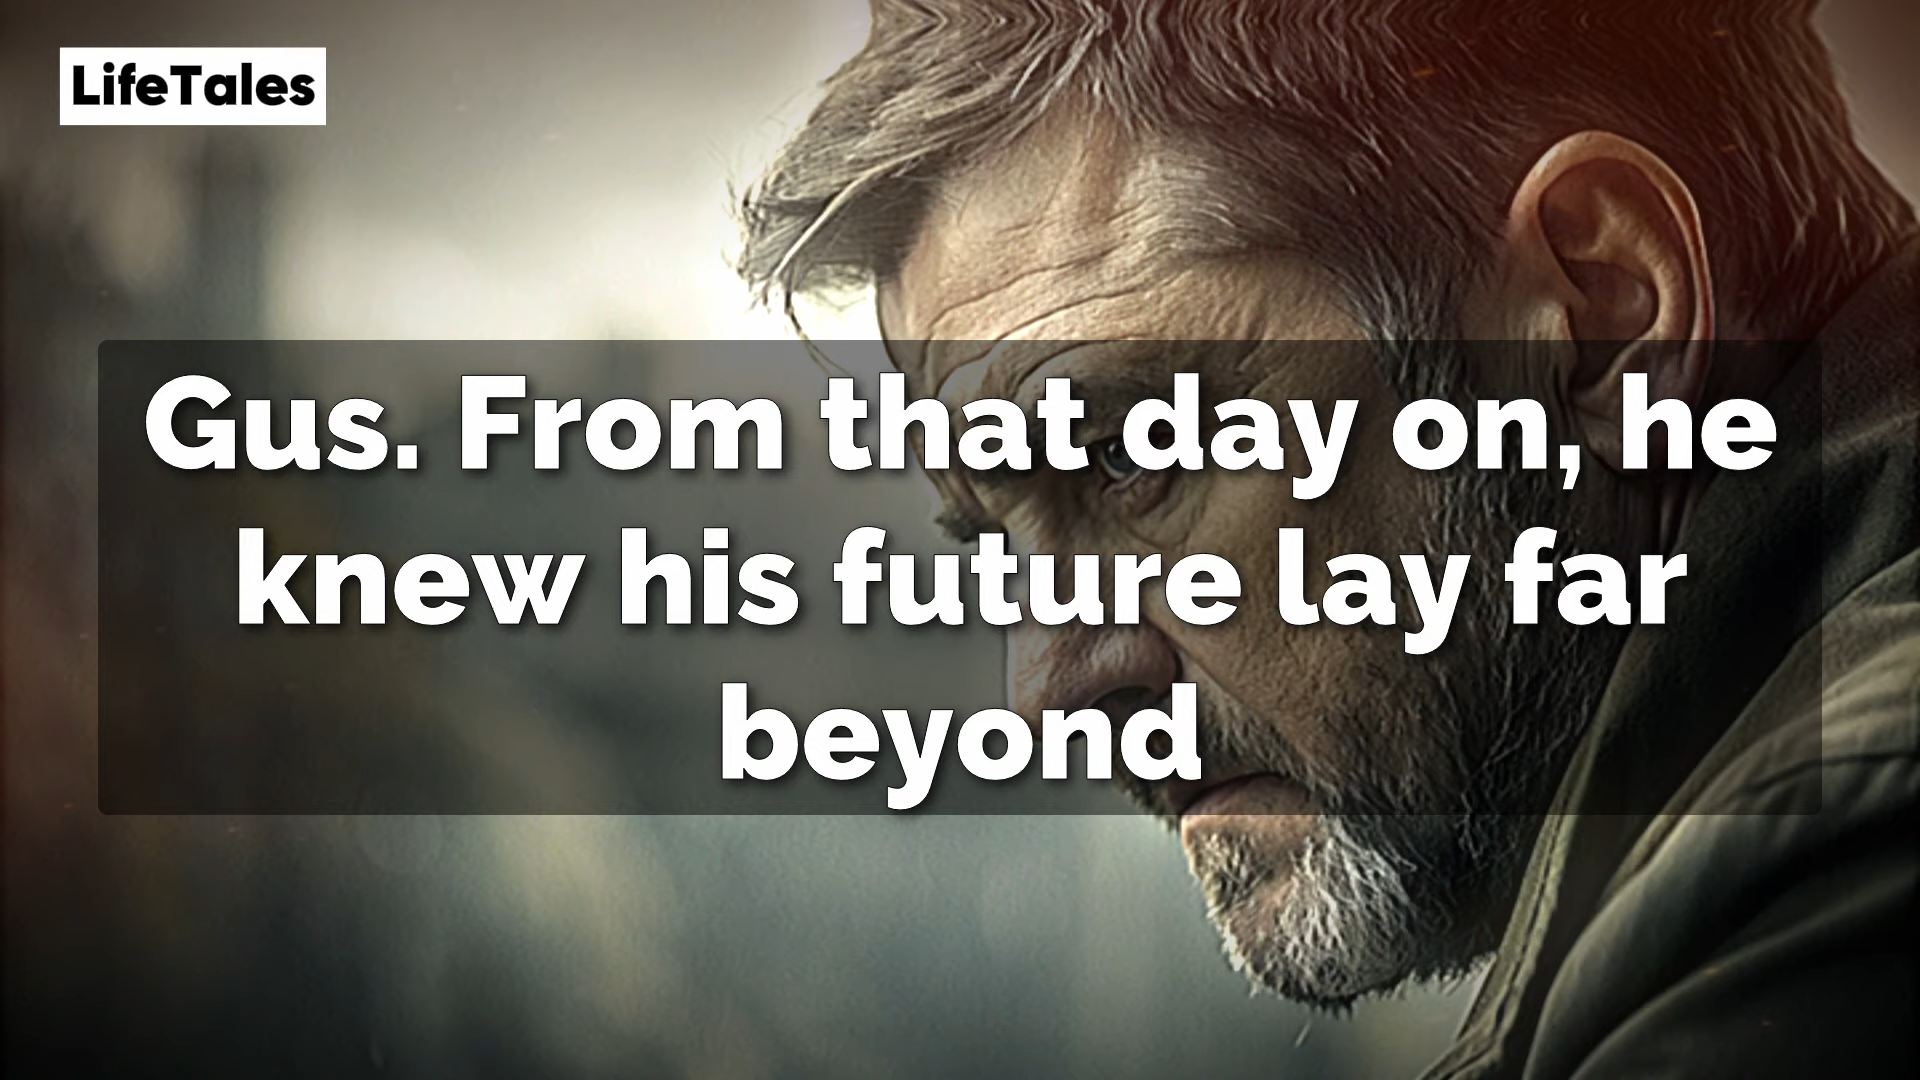 LifeTales
Gus. From that day on, he
knew his future lay far
beyond